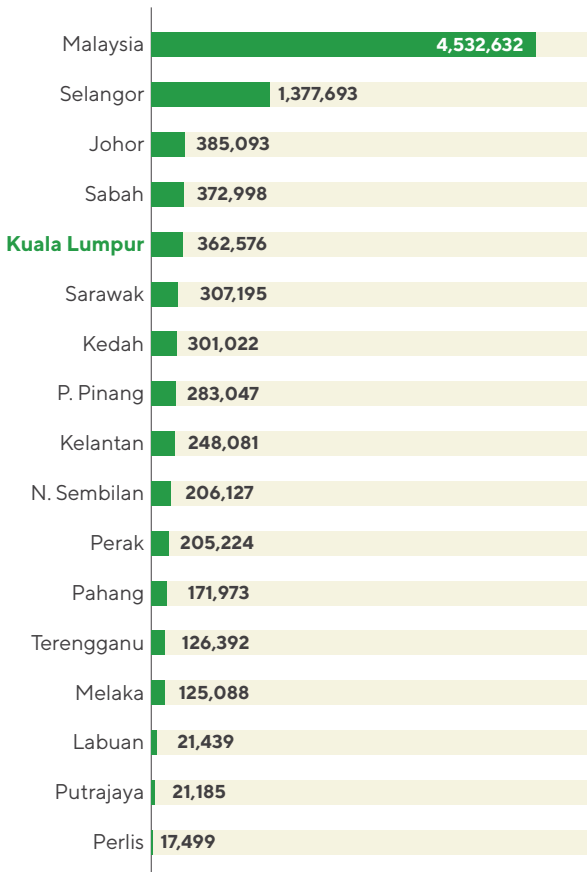 Malaysia 4,532,632
Selangor 1,377,693
Johor 385,093
Sabah 372,998
Kuala Lumpur 362,576
Sarawak 307,195
Kedah 301,022
P. Pinang 283,047
Kelantan 248,081
N. Sembilan 206,127
Perak 205,224
Pahang 171,973
Terengganu 126,392
Melaka 125,088
Labuan 21,439
Putrajaya 21,185
Perlis 17,499